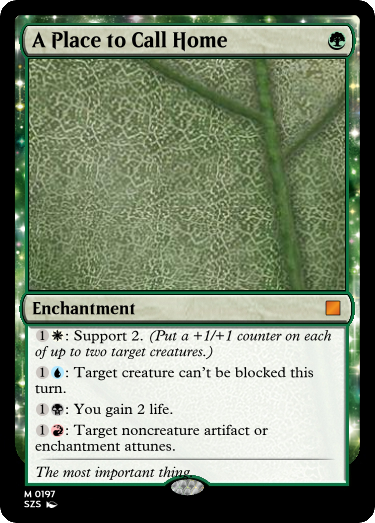 A Place to Call Home
Enchantment
1 : Support 2. (Put a +1/+1 counter on each
of up to two target creatures.)
1 : Target creature can't be blocked this
turn.
1 : You gain 2 life.
1 : Target noncreature artifact or
enchantment attunes.
The most important thing.
M 0197
SZS